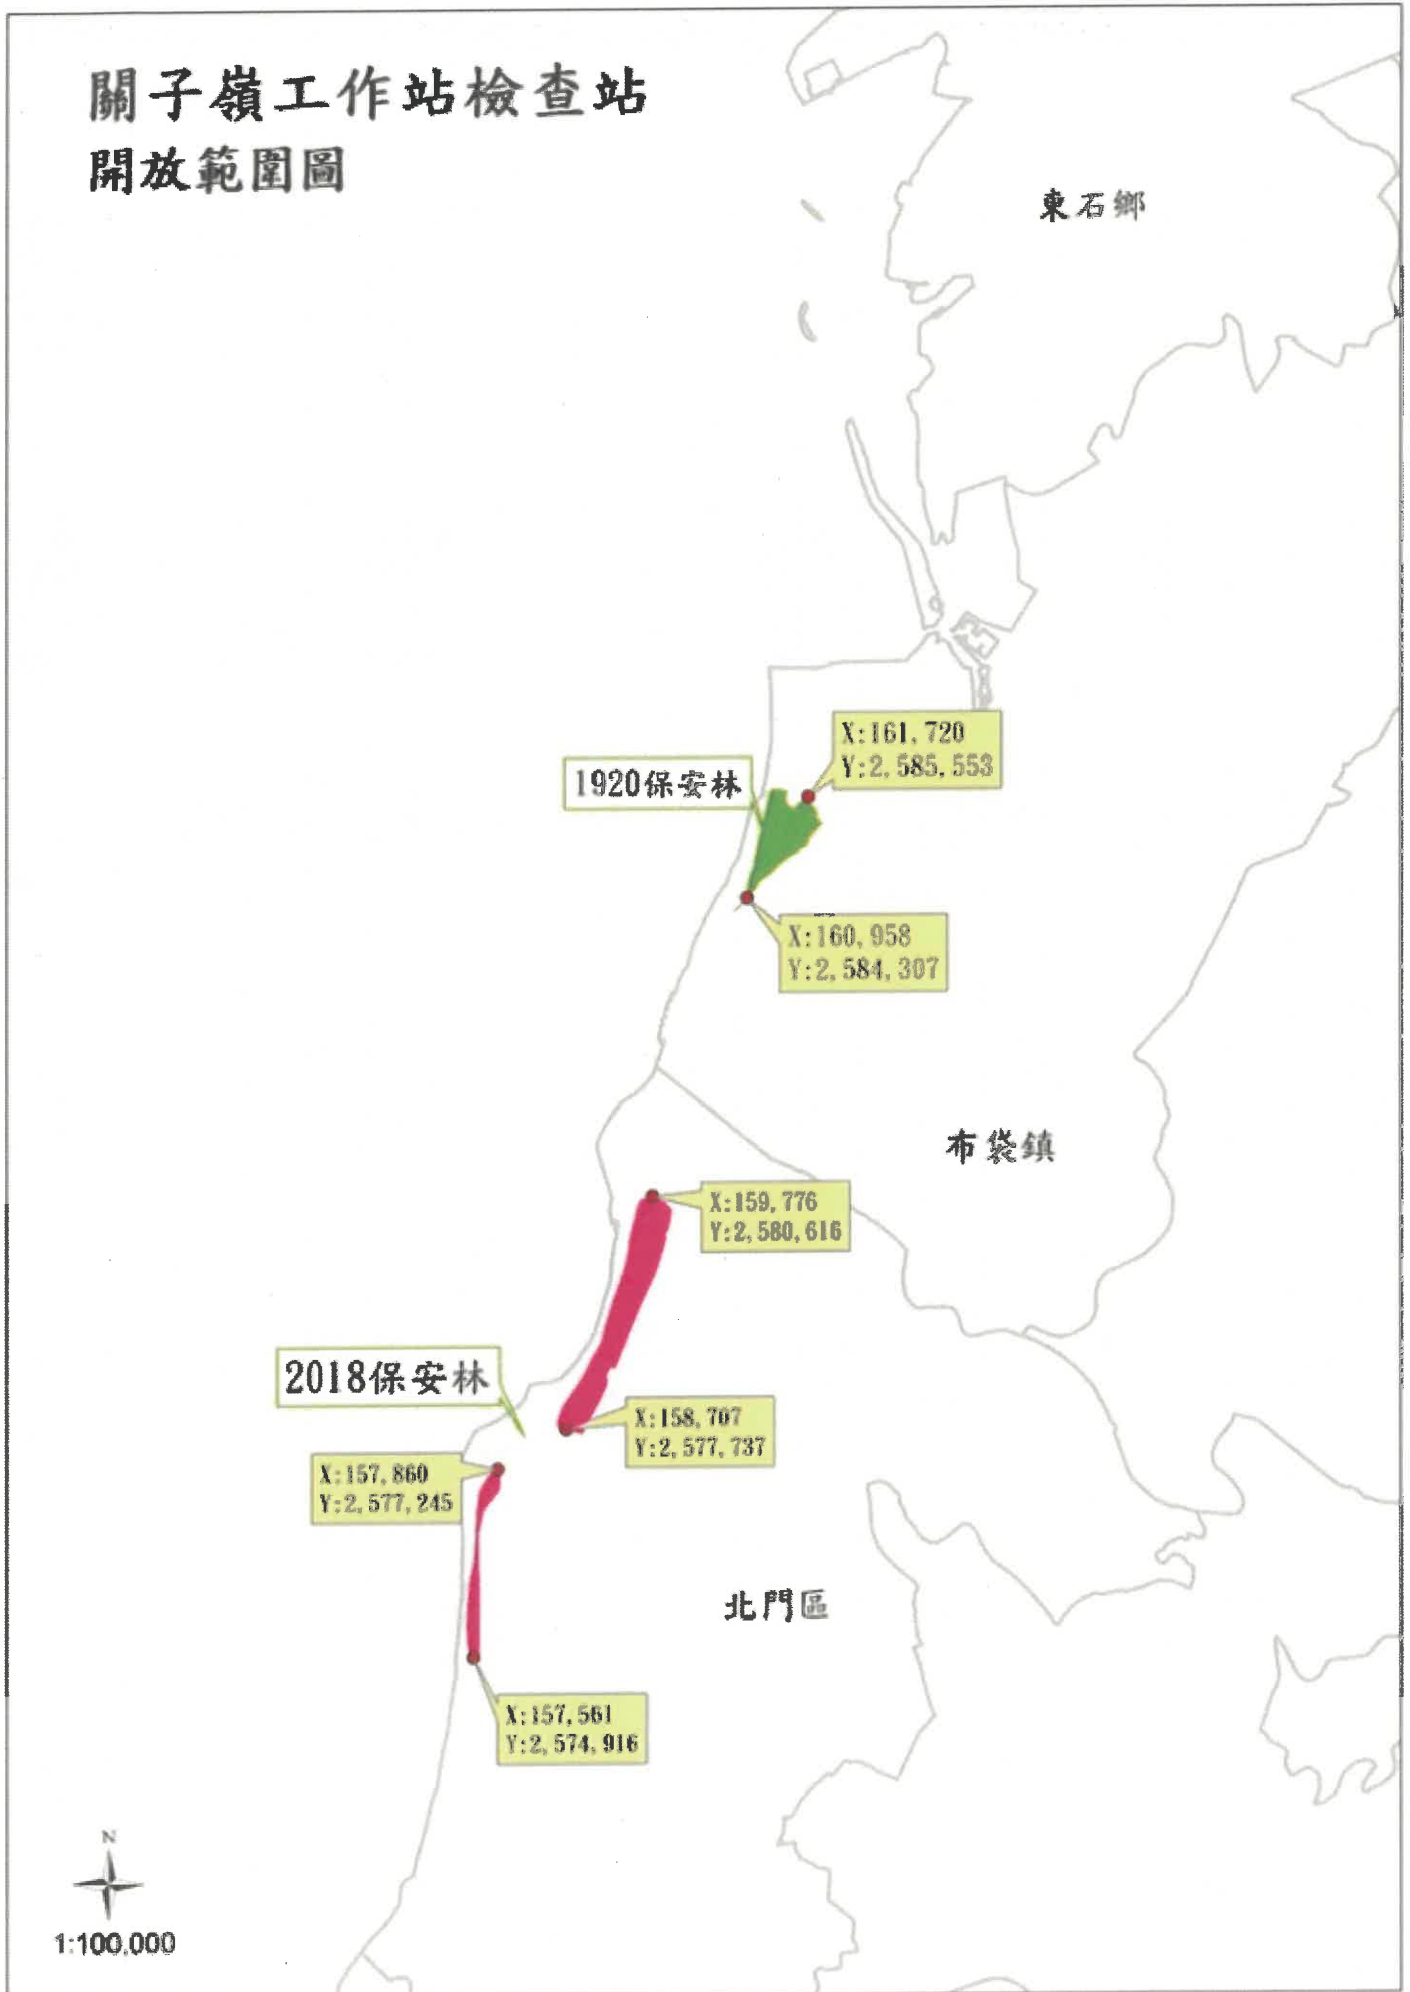 關子嶺工作站檢查站
開放範圍圖
東石鄉
X:161,720
Y:2,585,553
1920保安林
X:160,958
Y:2,584,307
布袋鎮
X:159,776
Y:2,580,616
2018保安林
X:158,707
Y:2,577,737
X:157,860
Y:2,577,245
北門區
X:157,561
Y:2,574,916
N
1:100,000